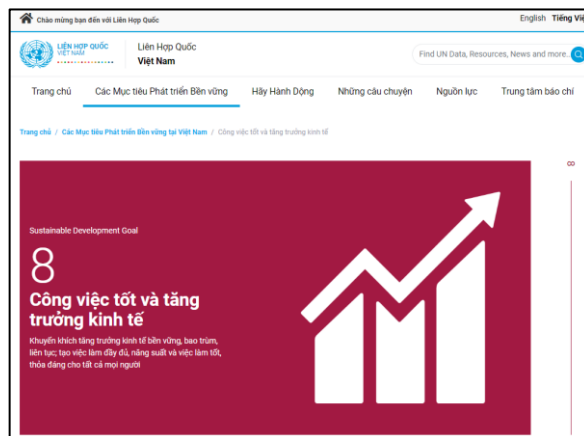 Chào mừng bạn đến với Liên Hợp Quốc
English Tiếng Việ
LIÊN HỢP QUỐC
VIỆT NAM
Liên Hợp Quốc
Việt Nam
Find UN Data, Resources, News and more..
Trang chủ Các Mục tiêu Phát triển Bền vững Hãy Hành Động Những câu chuyện Nguồn lực Trung tâm báo chí
Trang chủ / Các Mục tiêu Phát triển Bền vững tại Việt Nam / Công việc tốt và tăng trưởng kinh tế
Sustainable Development Goal
8
Công việc tốt và tăng
trưởng kinh tế
Khuyến khích tăng trưởng kinh tế bền vững, bao trùm,
liên tục; tạo việc làm đầy đủ, năng suất và việc làm tốt,
thỏa đáng cho tất cả mọi người
8